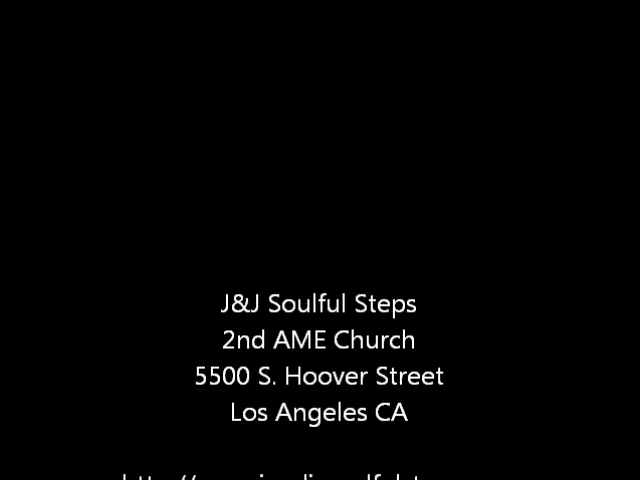 J&J Soulful Steps
2nd AME Church
5500 S. Hoover Street
Los Angeles CA